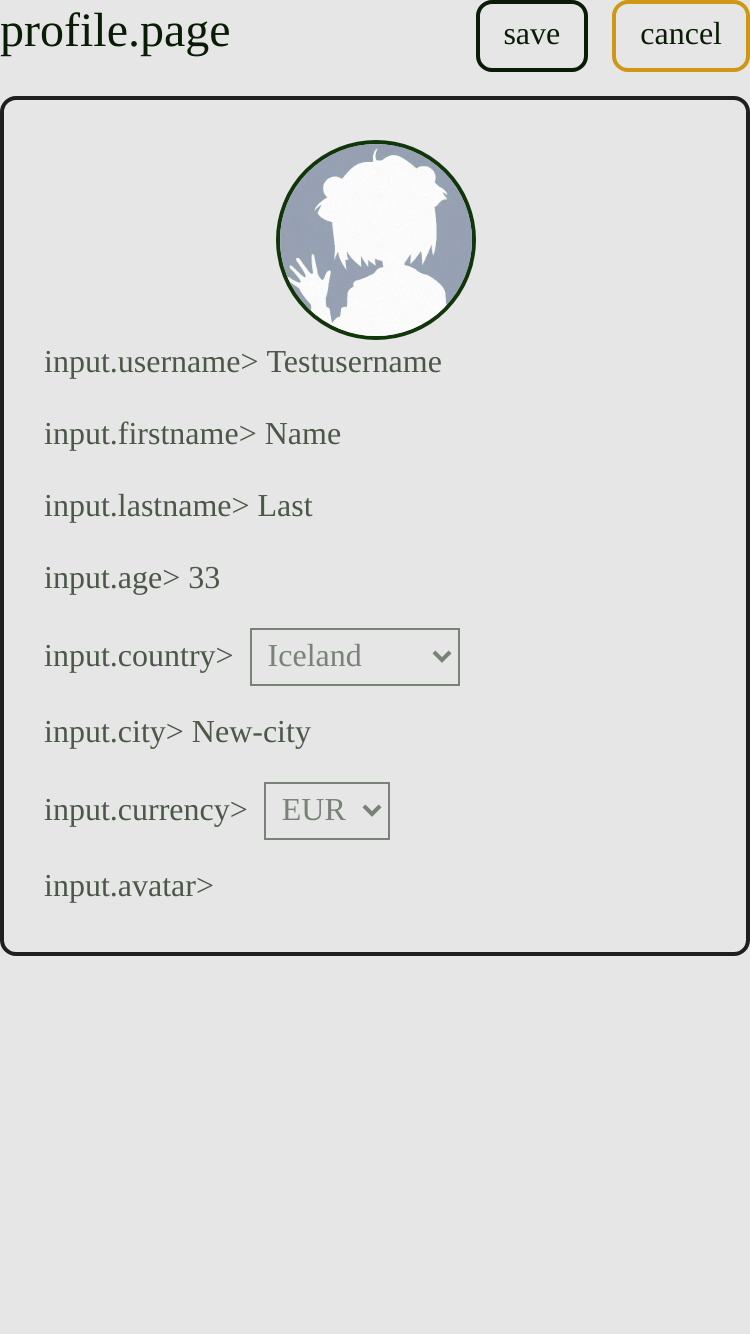 profile.page
save
cancel
input.username> Testusername
input.firstname> Name
input.lastname> Last
input.age> 33
input.country> Iceland
input.city> New-city
input.currency> EUR
input.avatar>